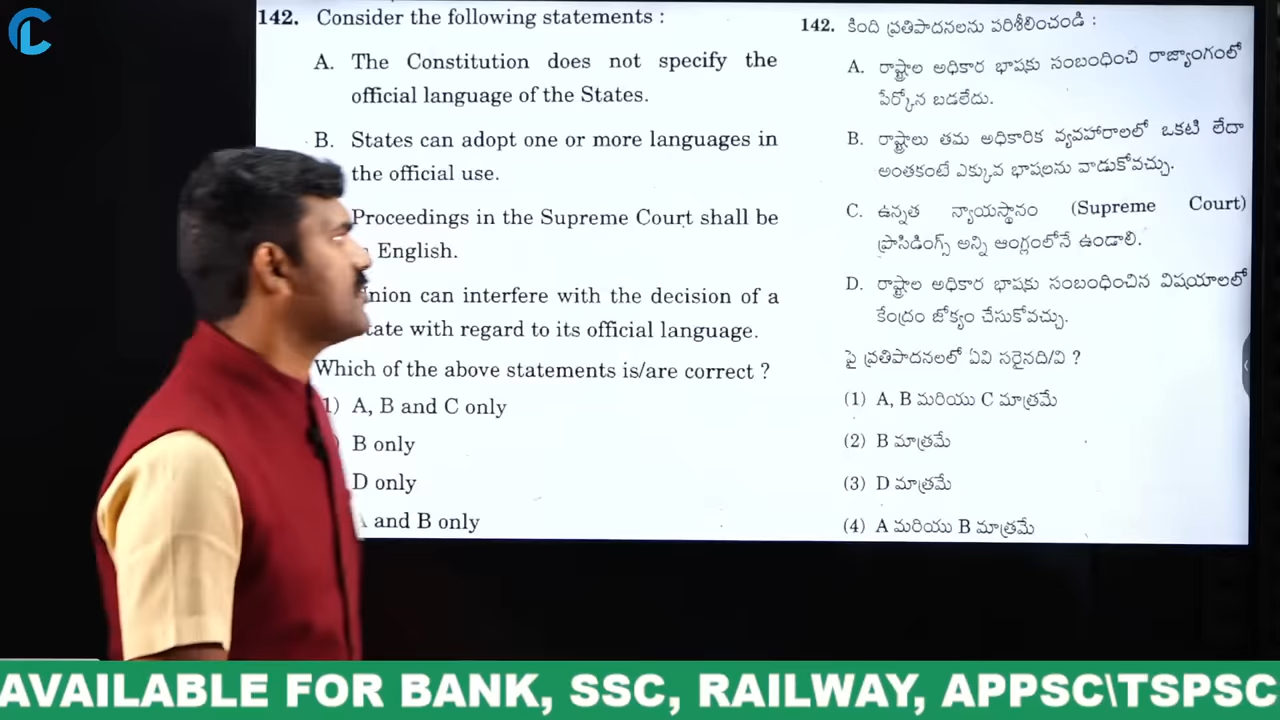 142. Consider the following statements :
A. The Constitution does not specify the
official language of the States.
B. States can adopt one or more languages in
the official use.
Proceedings in the Supreme Court shall be
English.
Union can interfere with the decision of a
State with regard to its official language.
Which of the above statements is/are correct ?
1) A, B and C only
) B only
D only
A and B only
142. కింది ప్రతిపాదనలను పరిశీలించండి :
A. రాష్ట్రాల అధికార భాషకు సంబంధించి రాజ్యాంగంలో
పేర్కోన బడలేదు.
B. రాష్ట్రాలు తమ అధికారిక వ్యవహారాలలో ఒకటి లేదా
అంతకంటే ఎక్కువ భాషలను వాడుకోవచ్చు.
C. ఉన్నత న్యాయస్థానం (Supreme Court)
ప్రొసిడింగ్స్ అన్ని ఆంగ్లంలోనే ఉండాలి.
D. రాష్ట్రాల అధికార భాషకు సంబంధించిన విషయాలలో
కేంద్రం జోక్యం చేసుకోవచ్చు.
పై ప్రతిపాదనలలో ఏవి సరైనది/వి ?
(1) A, B మరియు C మాత్రమే
(2) B మాత్రమే
(3) D మాత్రమే
(4) A మరియు B మాత్రమే
AVAILABLE FOR BANK, SSC, RAILWAY, APPSC\TSPSC